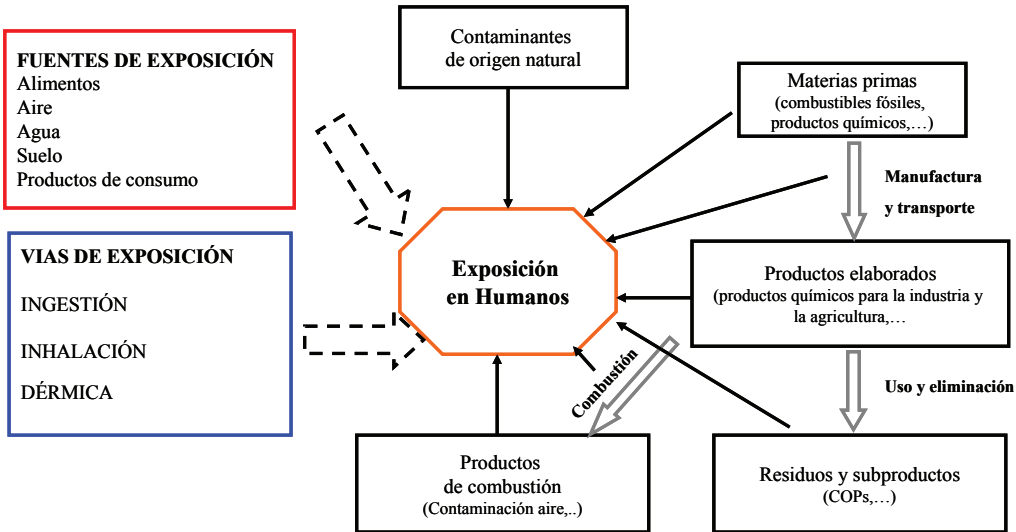 FUENTES DE EXPOSICIÓN
Alimentos
Aire
Agua
Suelo
Productos de consumo
VIAS DE EXPOSICIÓN
INGESTIÓN
INHALACIÓN
DÉRMICA
Contaminantes
de origen natural
Materias primas
(combustibles fósiles,
productos químicos,…)
Manufactura
y transporte
Exposición
en Humanos
Productos elaborados
(productos químicos para la industria y
la agricultura,…
Combustión
Uso y eliminación
Productos
de combustión
(Contaminación aire,..)
Residuos y subproductos
(COPs,…)